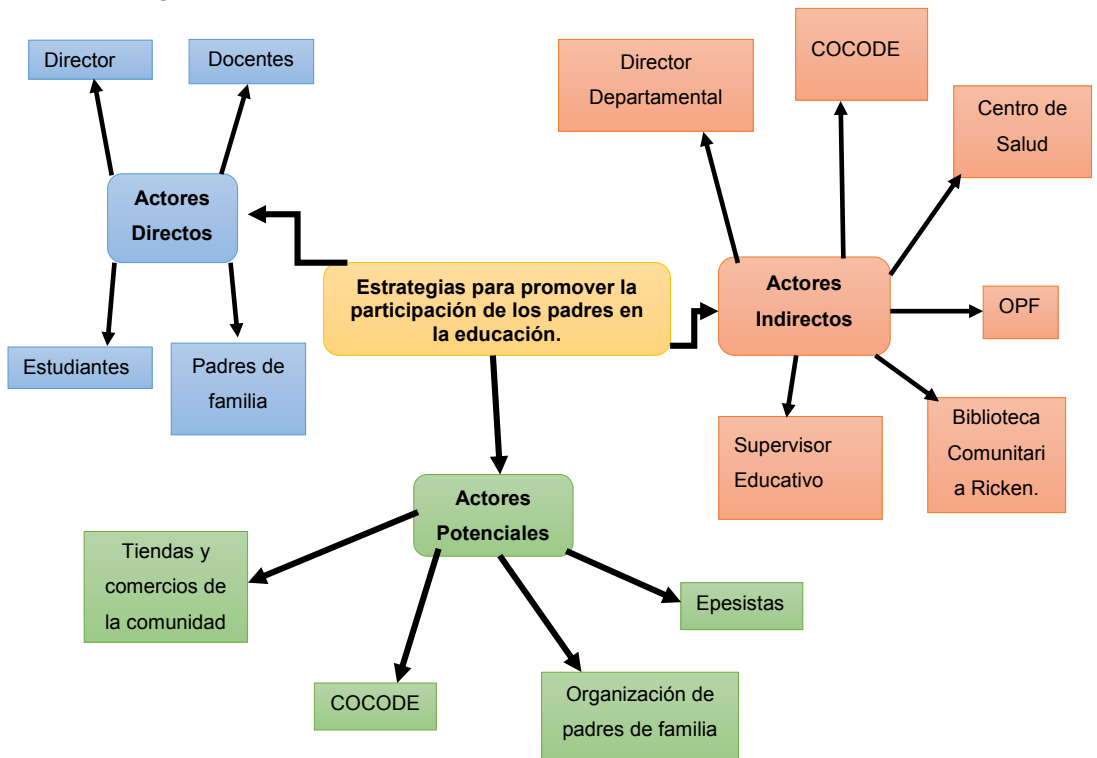 Director
Docentes
Director
Departamental
COCODE
Centro de
Salud
Actores
Directos
Estrategias para promover la
participación de los padres en
la educación.
Actores
Indirectos
OPF
Estudiantes
Padres de
familia
Supervisor
Educativo
Biblioteca
Comunitari
a Ricken.
Actores
Potenciales
Tiendas y
comercios de
la comunidad
Epesistas
COCODE
Organización de
padres de familia